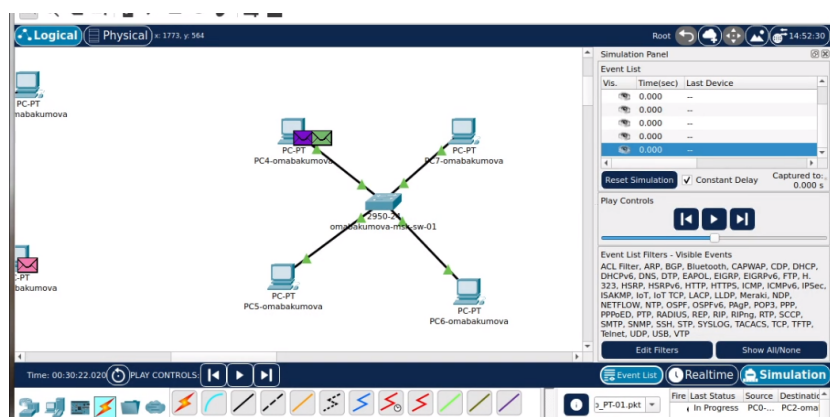 Logical
Physical
x: 1773, y: 564
Root
14:52:30
PC-PT
mabakumova
PC-PT
PC4-omabakumova
PC-PT
PC7-omabakumova
2950-24
omabakumova-msk-sw-01
C-PT
bakumova
PC-PT
PC5-omabakumova
PC-PT
PC6-omabakumova
Simulation Panel
Event List
Vis. Time(sec) Last Device
0.000 --
0.000 --
0.000 --
0.000 --
0.000 --
Reset Simulation
Constant Delay
Captured to:
0.000 s
Play Controls
Event List Filters - Visible Events
ACL Filter, ARP, BGP, Bluetooth, CAPWAP, CDP, DHCP,
DHCPv6, DNS, DTP, EAPOL, EIGRP, EIGRPv6, FTP, H.
323, HSRP, HSRPv6, HTTP, HTTPS, ICMP, ICMPv6, IPSec,
ISAKMP, IoT, IoT TCP, LACP, LLDP, Meraki, NDP,
NETFLOW, NTP, OSPF, OSPFv6, PAgP, POP3, PPP,
PPPoED, PTP, RADIUS, REP, RIP, RIPng, RTP, SCCP,
SMTP, SNMP, SSH, STP, SYSLOG, TACACS, TCP, TFTP,
Telnet, UDP, USB, VTP
Edit Filters
Show All/None
Time: 00:30:22.020
PLAY CONTROLS:
Event List
Realtime
Simulation
_PT-01.pkt
Fire Last Status Source Destinatic
In Progress PC0-... PC2-oma